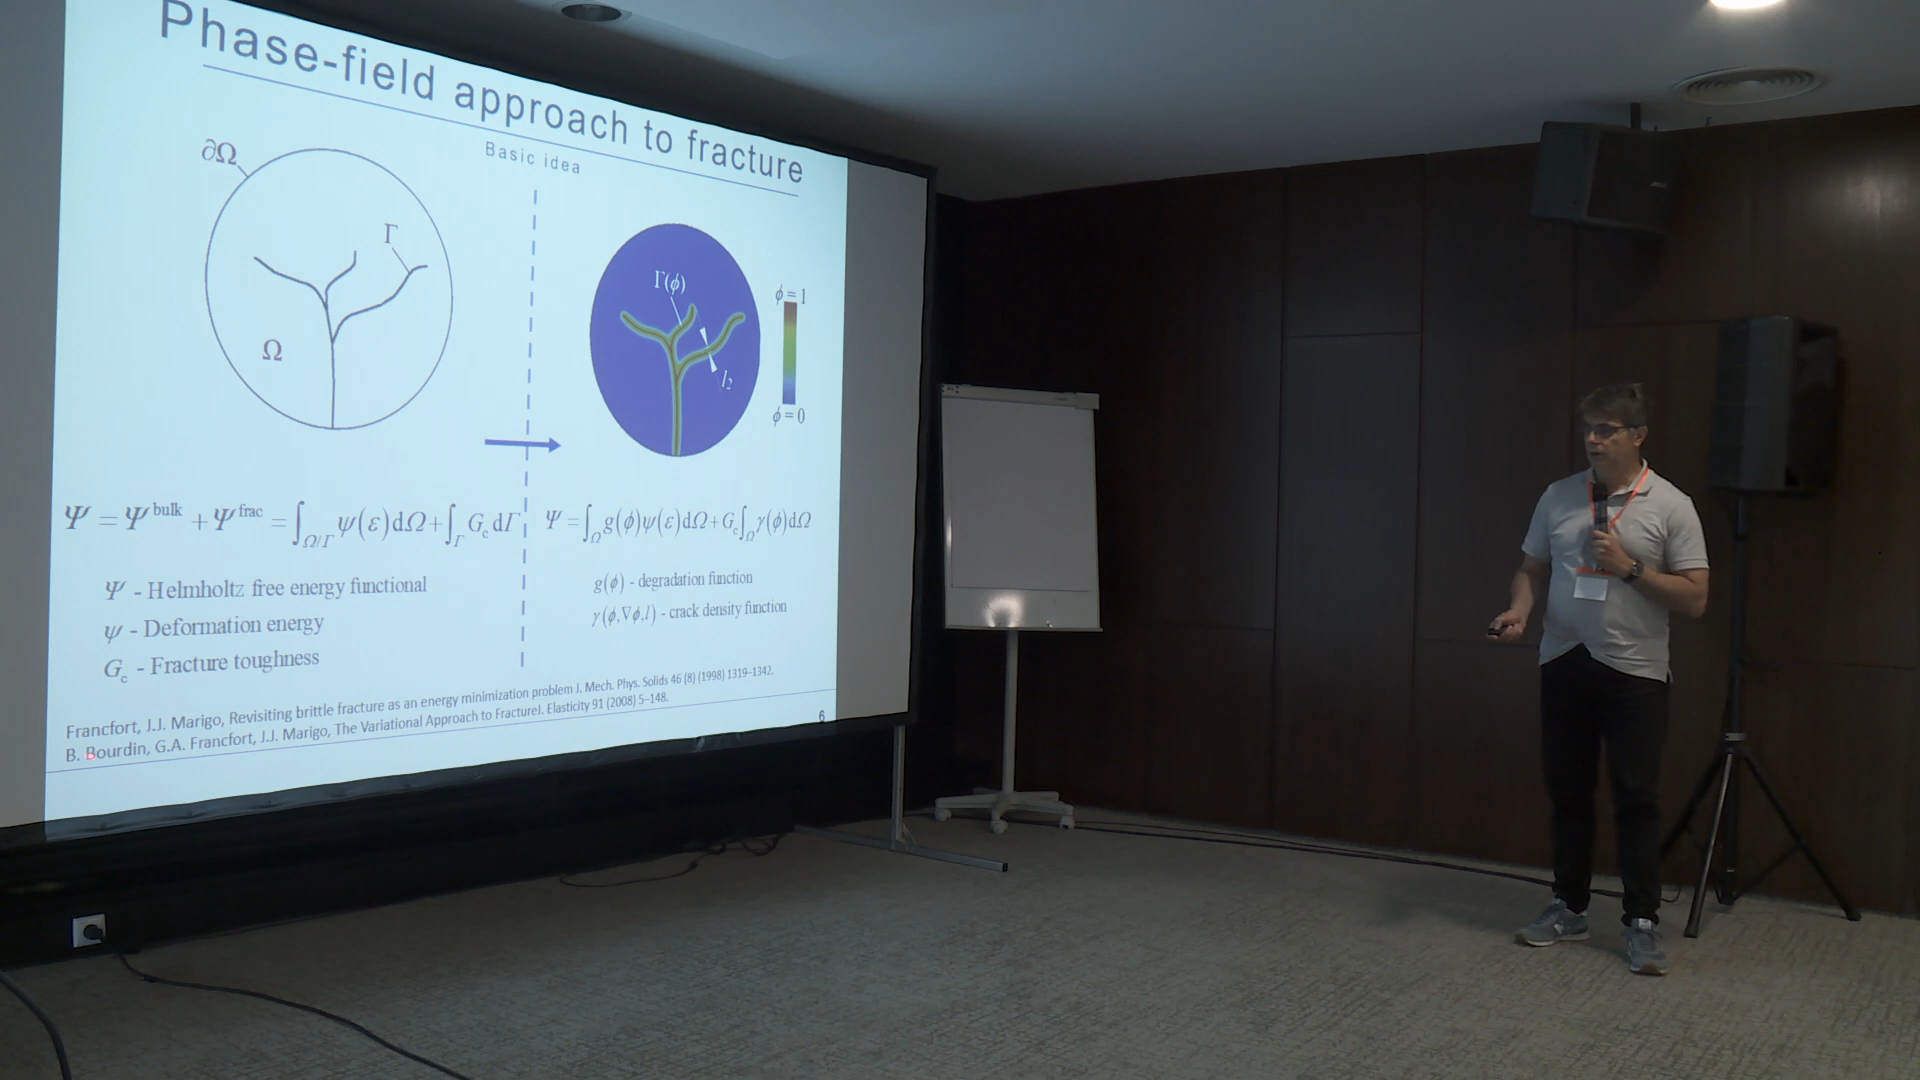 Phase-field approach to fracture
Basic idea
∂Ω
Γ
Ω
Γ(ϕ)
l₂
ϕ = 1
ϕ = 0
Ψ = Ψ^bulk + Ψ^frac = ∫_Ω/Γ ψ(ε)dΩ + ∫_Γ G_c dΓ
Ψ = ∫_Ω g(ϕ)ψ(ε)dΩ + G_c ∫_Ω γ(ϕ)dΩ
Ψ - Helmholtz free energy functional
ψ - Deformation energy
G_c - Fracture toughness
g(ϕ) - degradation function
γ(ϕ,∇ϕ,l) - crack density function
Francfort, J.J. Marigo, Revisiting brittle fracture as an energy minimization problem J. Mech. Phys. Solids 46 (8) (1998) 1319–1342.
B. Bourdin, G.A. Francfort, J.J. Marigo, The Variational Approach to FractureJ. Elasticity 91 (2008) 5–148.
6